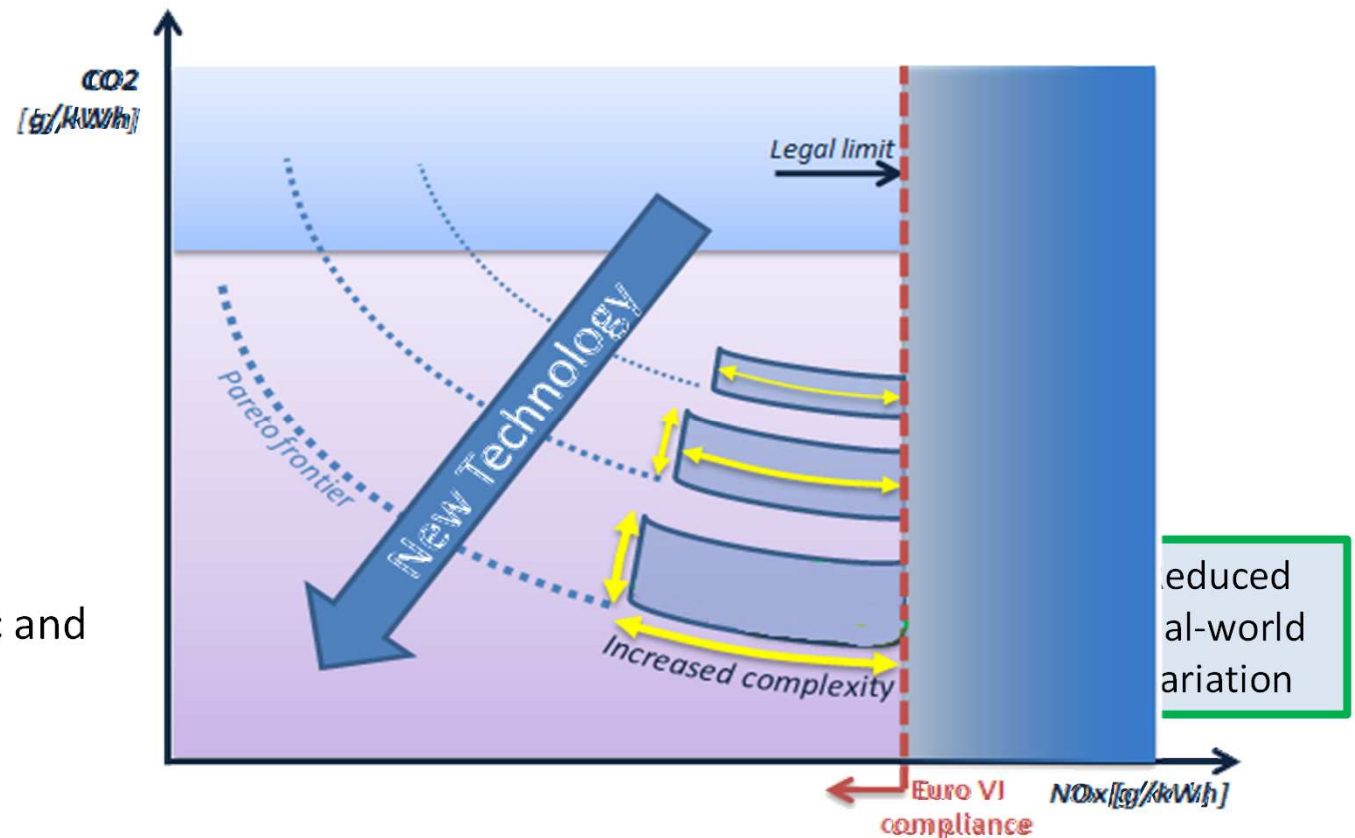 CO2
[g/kWh]
Legal limit
New Technology
Pareto frontier
and
Increased complexity
educed
al-world
ariation
Euro VI
compliance
NOx[g/kWh]